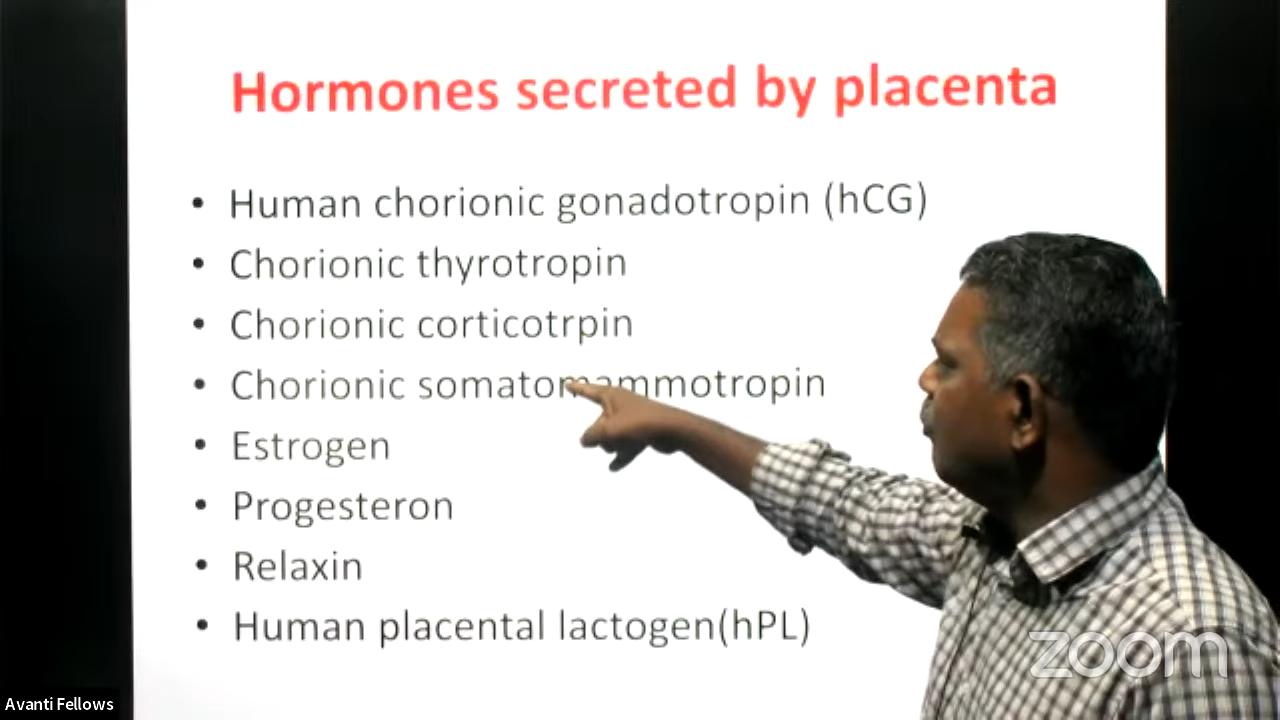 Hormones secreted by placenta
• Human chorionic gonadotropin (hCG)
• Chorionic thyrotropin
• Chorionic corticotrpin
• Chorionic somatomammotropin
• Estrogen
• Progesteron
• Relaxin
• Human placental lactogen(hPL)
zoom
Avanti Fellows